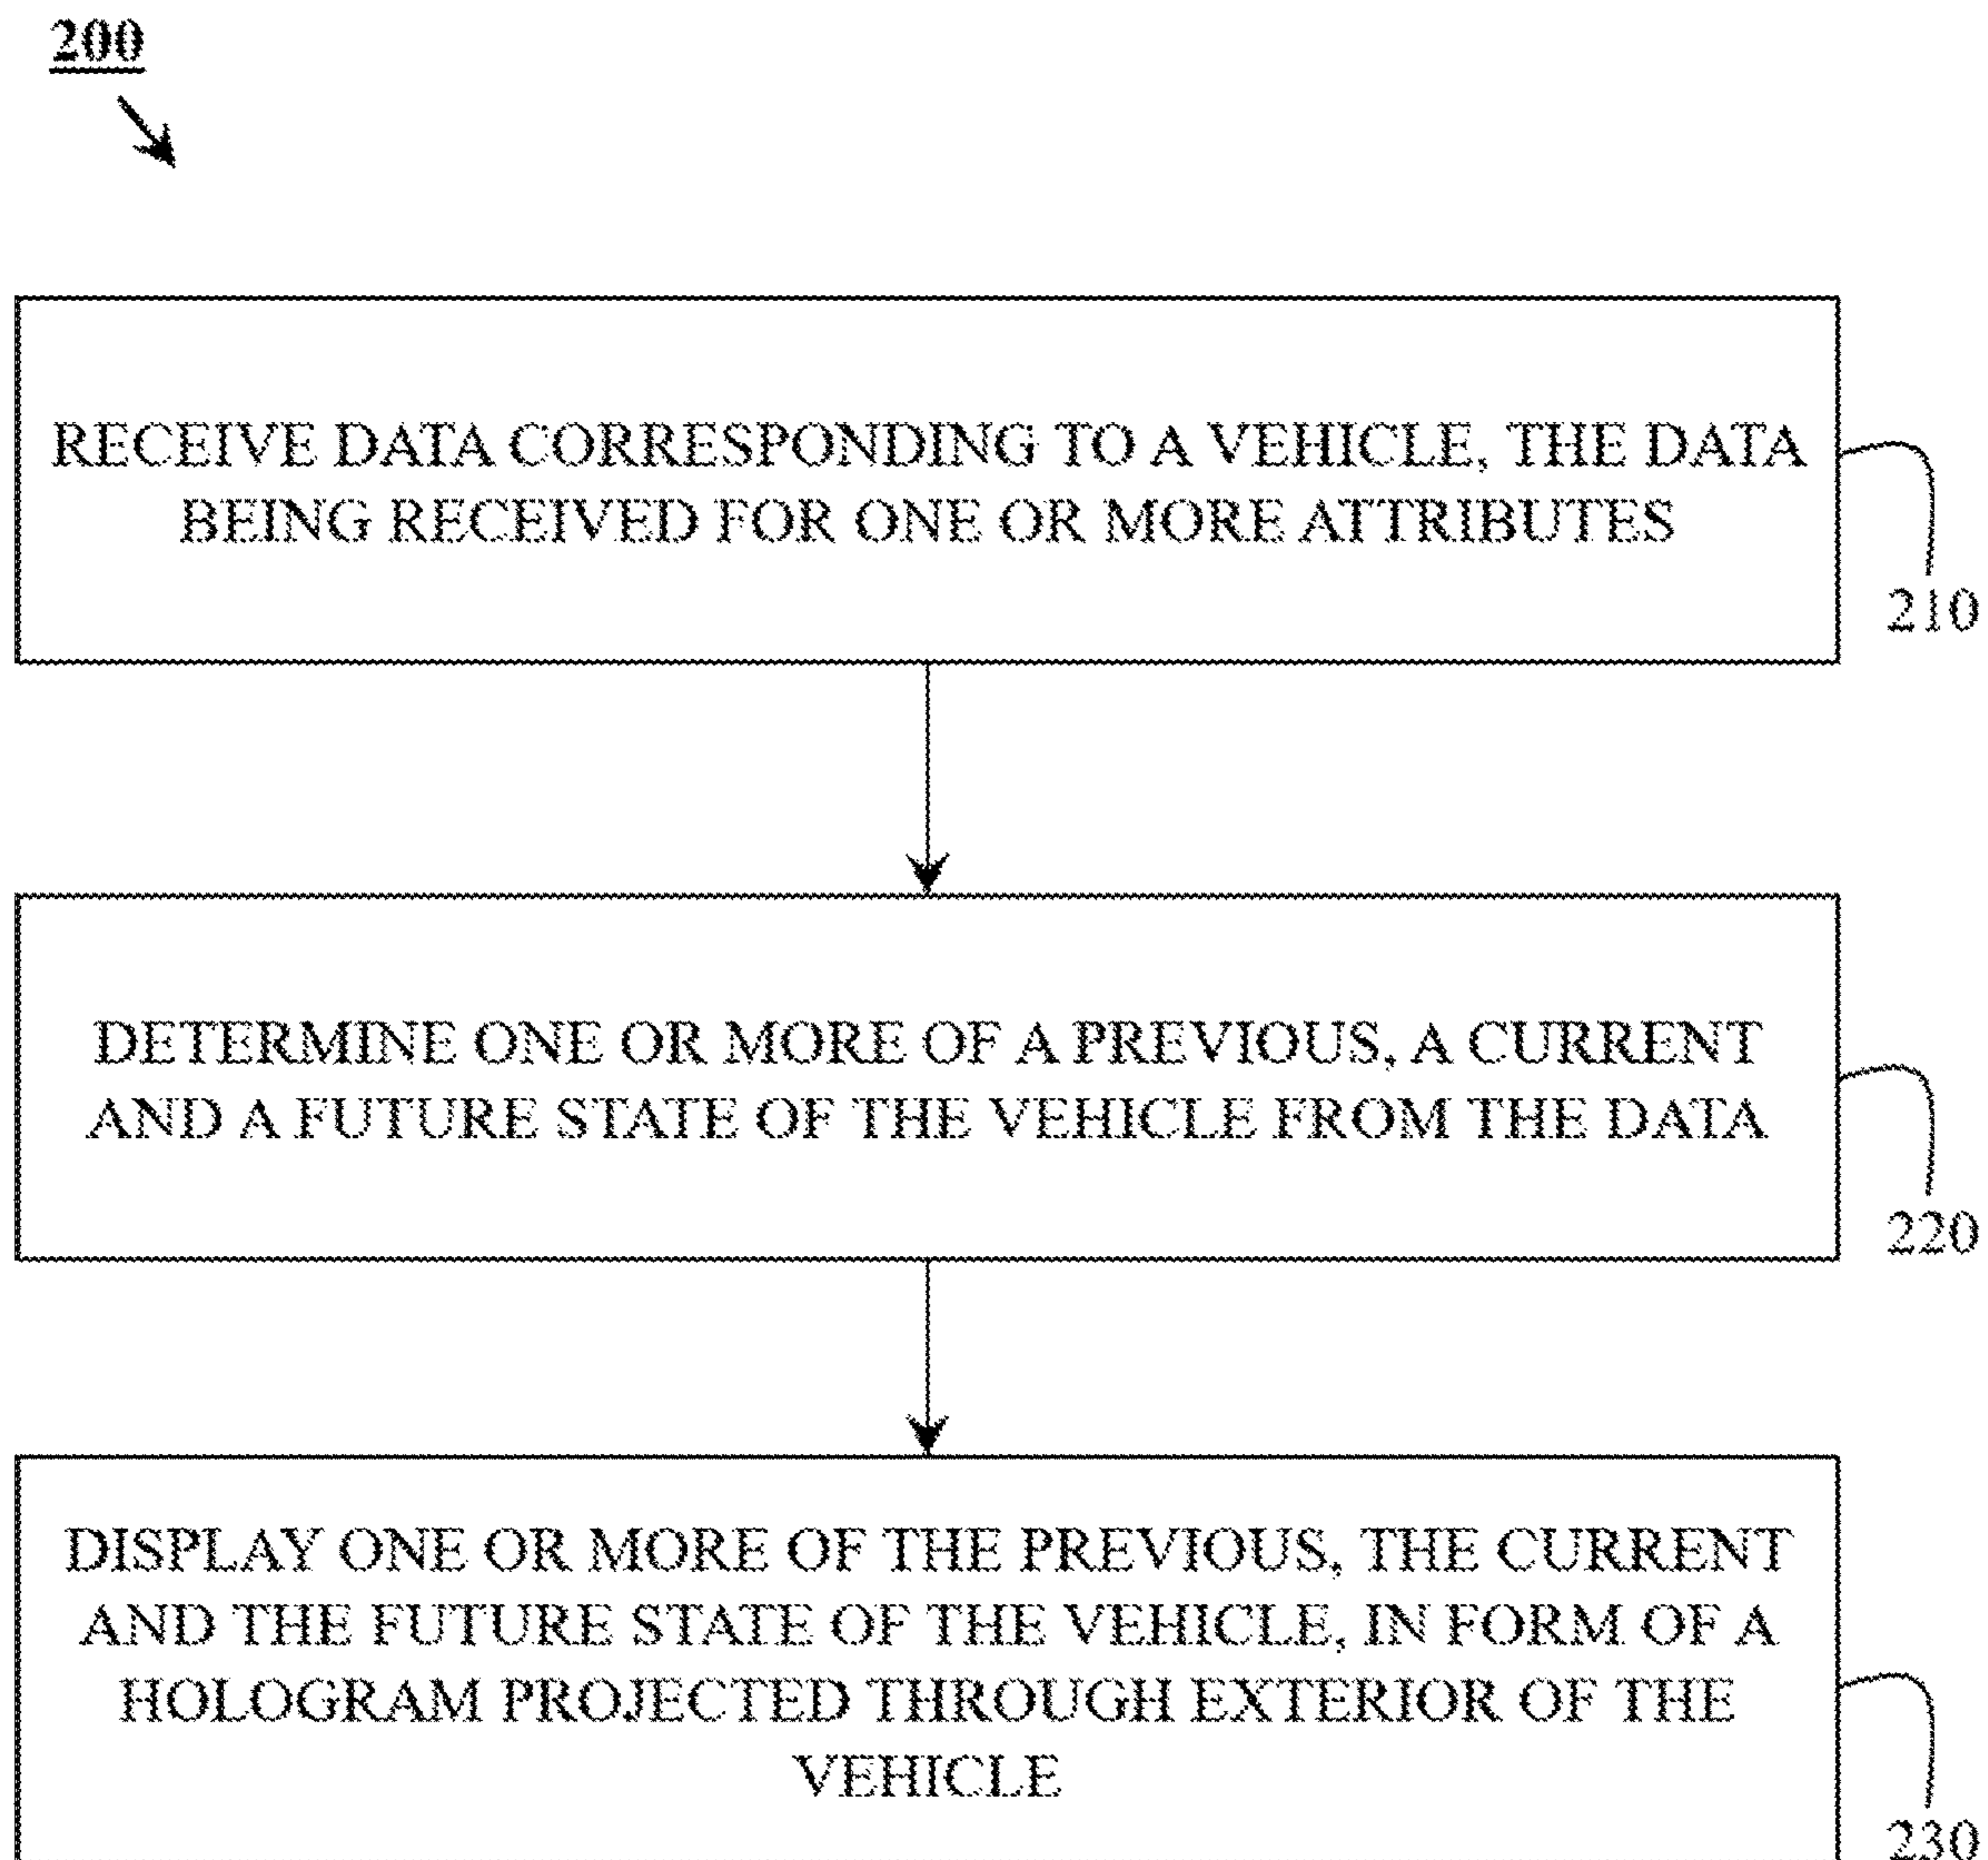 200
RECEIVE DATA CORRESPONDING TO A VEHICLE, THE DATA
BEING RECEIVED FOR ONE OR MORE ATTRIBUTES
210
DETERMINE ONE OR MORE OF A PREVIOUS, A CURRENT
AND A FUTURE STATE OF THE VEHICLE FROM THE DATA
220
DISPLAY ONE OR MORE OF THE PREVIOUS, THE CURRENT
AND THE FUTURE STATE OF THE VEHICLE, IN FORM OF A
HOLOGRAM PROJECTED THROUGH EXTERIOR OF THE
VEHICLE
230